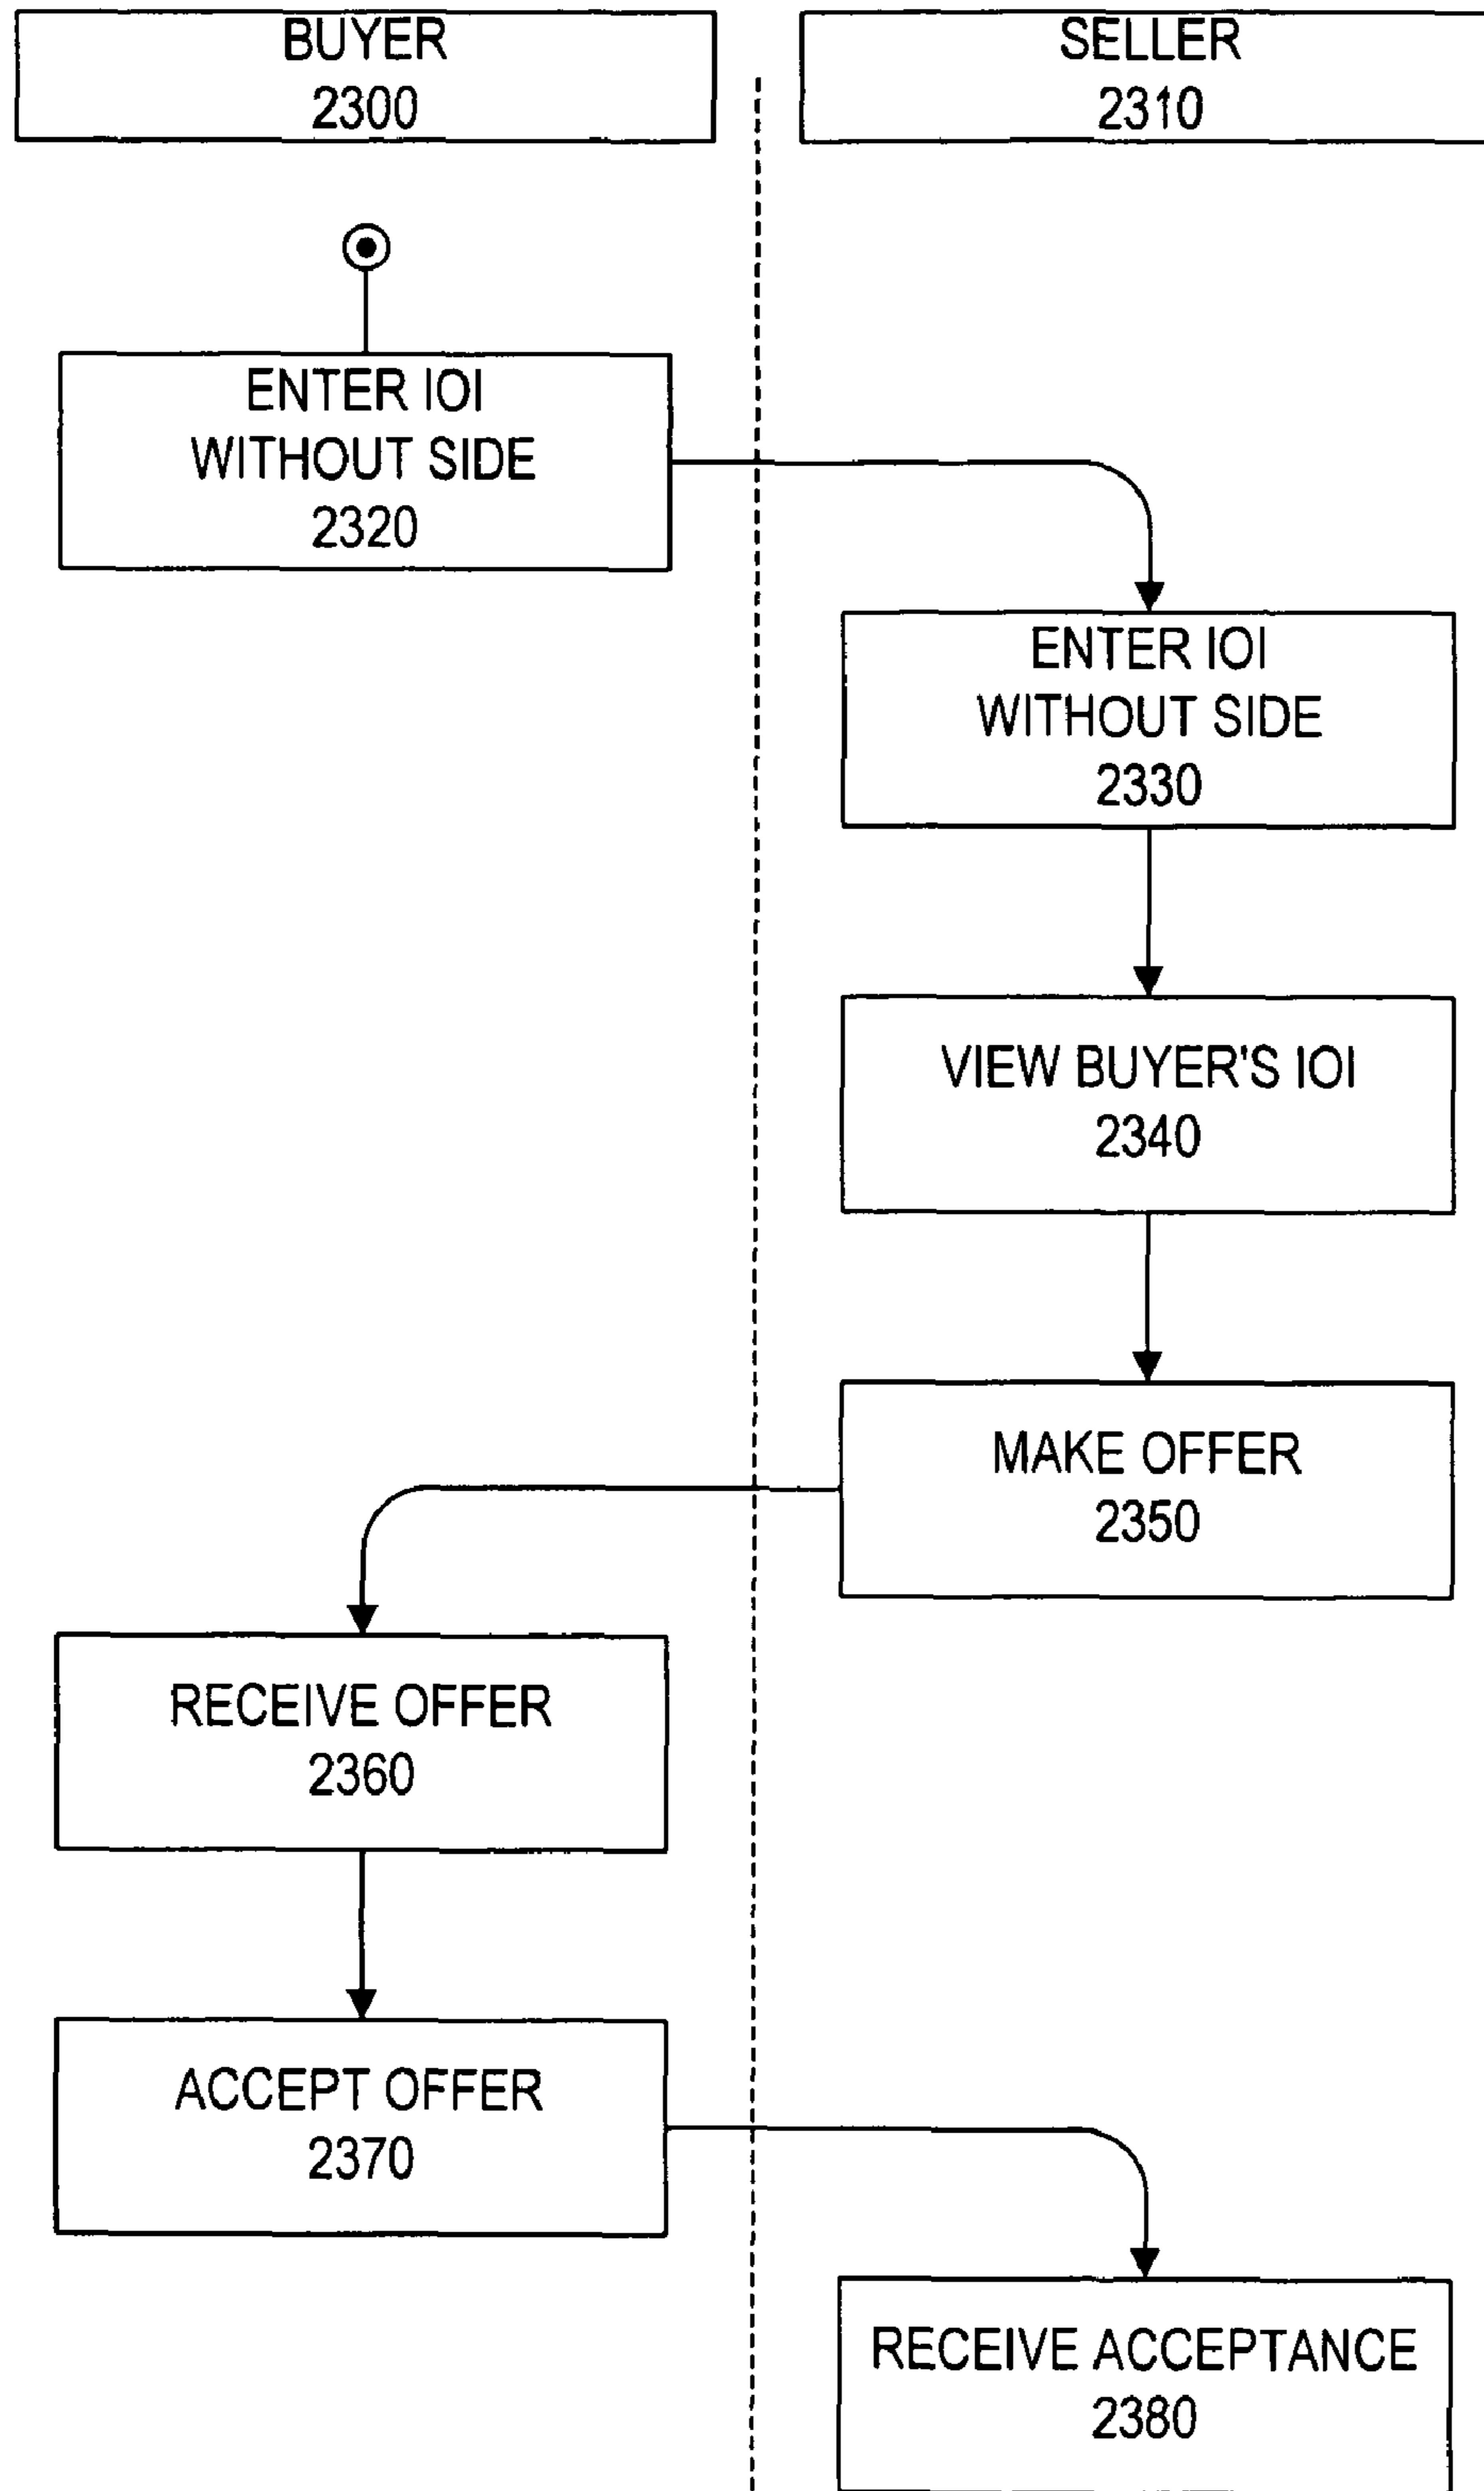 BUYER
2300
SELLER
2310
ENTER IOI
WITHOUT SIDE
2320
ENTER IOI
WITHOUT SIDE
2330
VIEW BUYER'S IOI
2340
MAKE OFFER
2350
RECEIVE OFFER
2360
ACCEPT OFFER
2370
RECEIVE ACCEPTANCE
2380